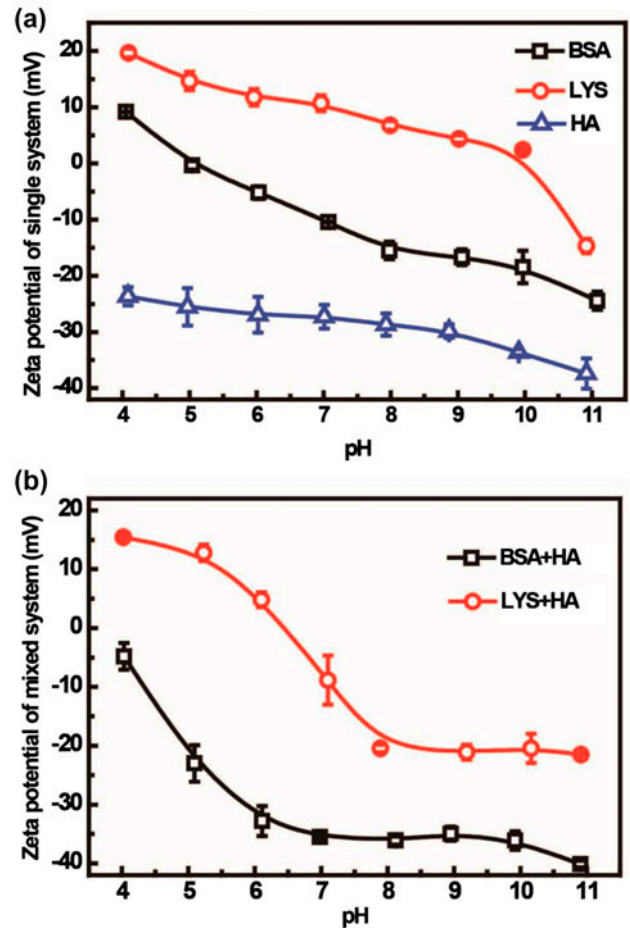 (a)
20
10
0
-10
-20
-30
-40
Zeta potential of single system (mV)
BSA
LYS
HA
4 5 6 7 8 9 10 11
pH
(b)
20
10
0
-10
-20
-30
-40
Zeta potential of mixed system (mV)
BSA+HA
LYS+HA
4 5 6 7 8 9 10 11
pH